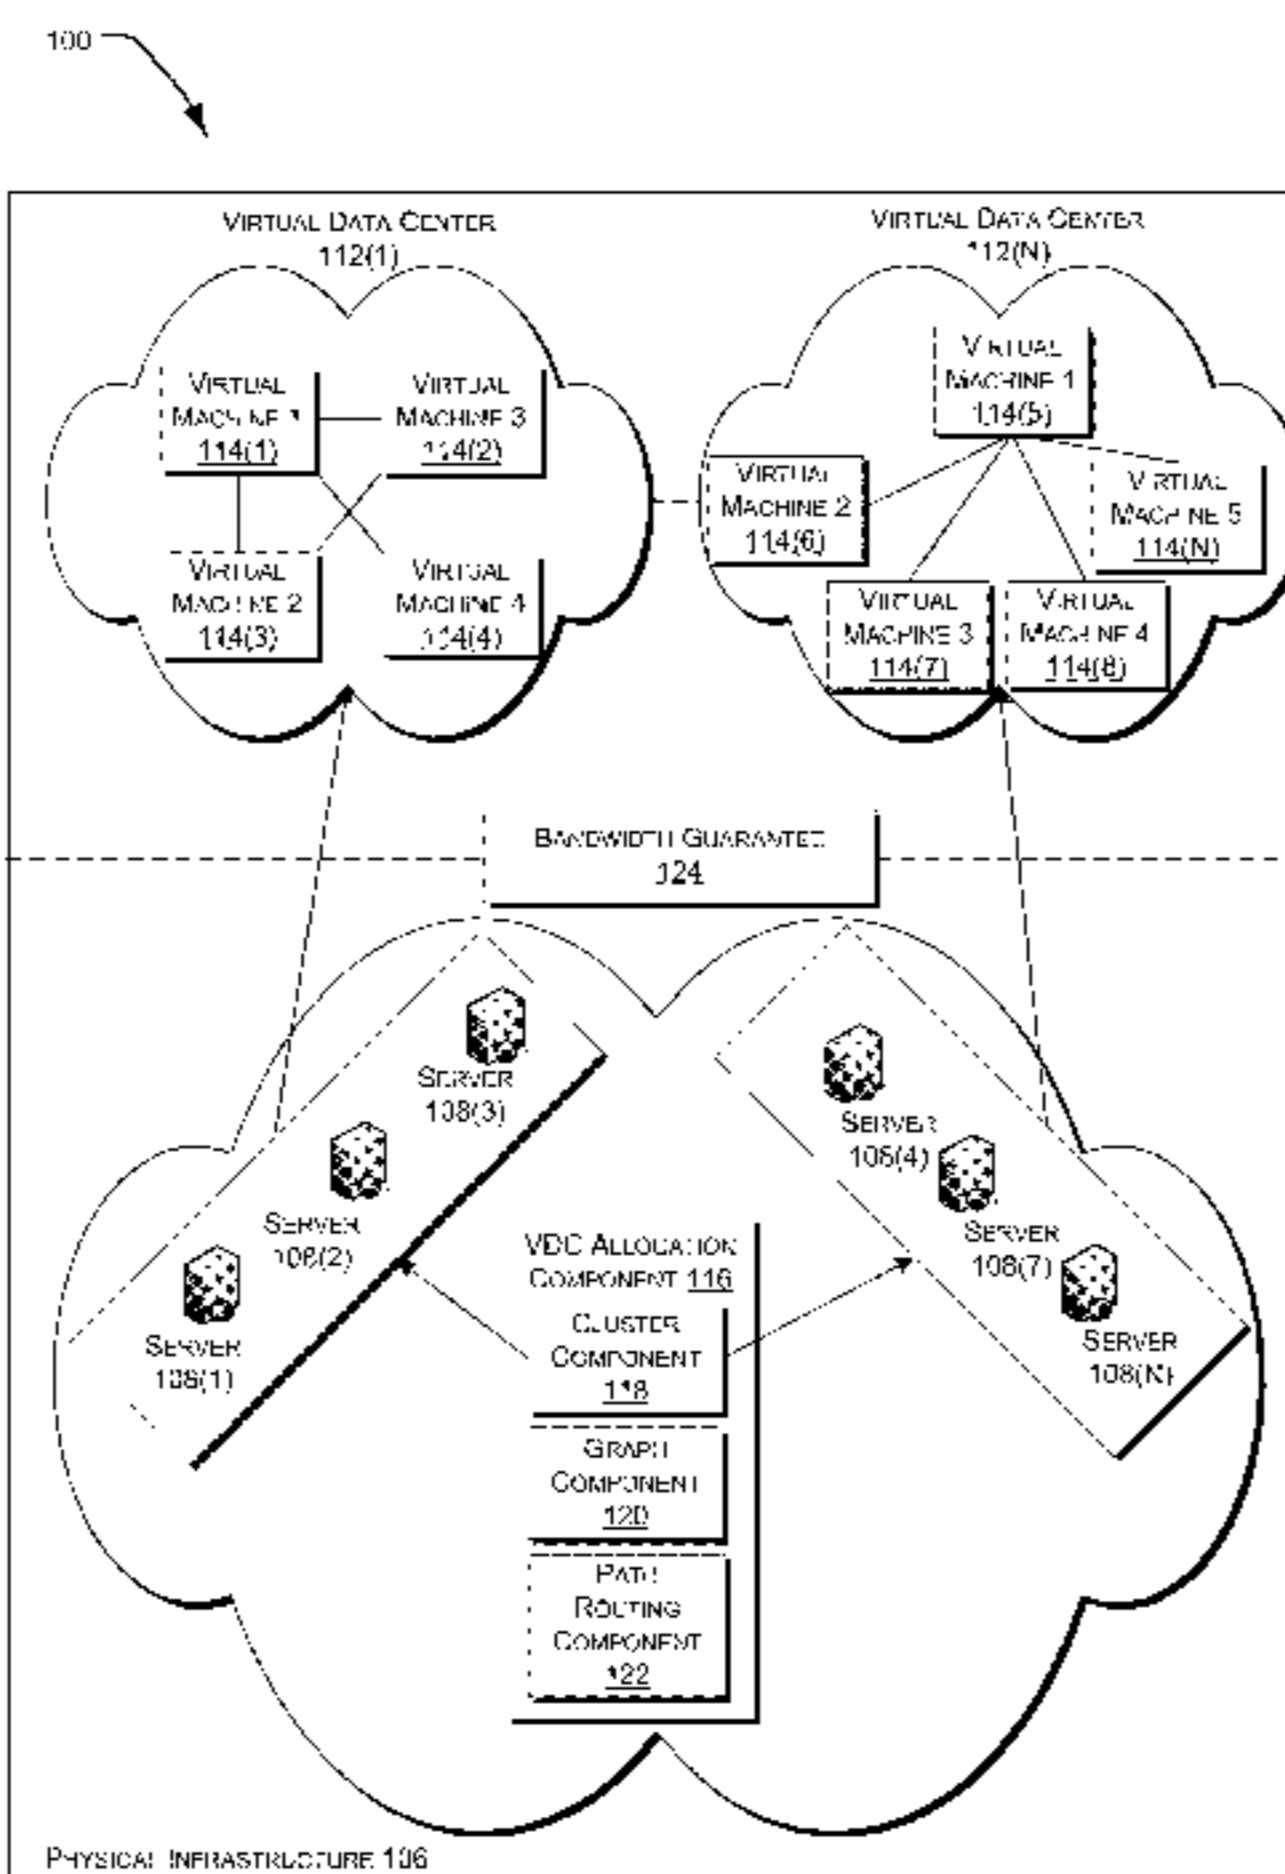 100
VIRTUAL DATA CENTER
112(1)
VIRTUAL DATA CENTER
112(N)
VIRTUAL
MACHINE 1
114(1)
VIRTUAL
MACHINE 3
114(2)
VIRTUAL
MACHINE 2
114(3)
VIRTUAL
MACHINE 4
114(4)
VIRTUAL
MACHINE 1
114(5)
VIRTUAL
MACHINE 2
114(6)
VIRTUAL
MACHINE 5
114(N)
VIRTUAL
MACHINE 3
114(7)
VIRTUAL
MACHINE 4
114(8)
BANDWIDTH GUARANTEE
124
SERVER
108(3)
SERVER
108(2)
SERVER
108(1)
SERVER
108(4)
SERVER
108(7)
SERVER
108(N)
VDC ALLOCATION
COMPONENT 116
CLUSTER
COMPONENT
118
GRAPH
COMPONENT
120
PATH
ROUTING
COMPONENT
122
PHYSICAL INFRASTRUCTURE 106